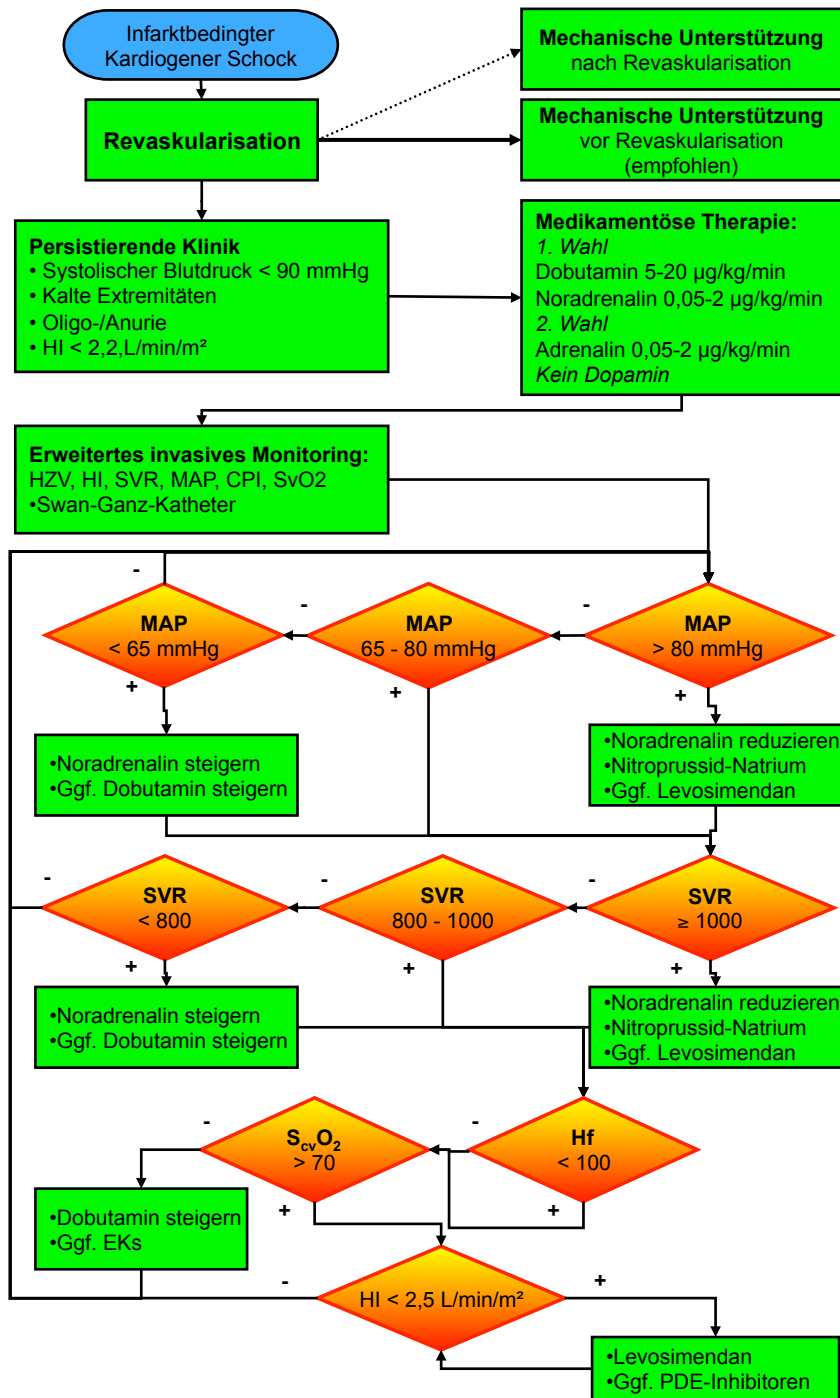 Infarktbedingter
Kardiogener Schock
Mechanische Unterstützung
nach Revaskularisation
Revaskularisation
Mechanische Unterstützung
vor Revaskularisation
(empfohlen)
Persistierende Klinik
• Systolischer Blutdruck < 90 mmHg
• Kalte Extremitäten
• Oligo-/Anurie
• HI < 2,2,L/min/m²
Medikamentöse Therapie:
1. Wahl
Dobutamin 5-20 µg/kg/min
Noradrenalin 0,05-2 µg/kg/min
2. Wahl
Adrenalin 0,05-2 µg/kg/min
Kein Dopamin
Erweitertes invasives Monitoring:
HZV, HI, SVR, MAP, CPI, SvO2
•Swan-Ganz-Katheter
-
MAP
< 65 mmHg
+
-
MAP
65 - 80 mmHg
+
-
MAP
> 80 mmHg
+
•Noradrenalin steigern
•Ggf. Dobutamin steigern
•Noradrenalin reduzieren
•Nitroprussid-Natrium
•Ggf. Levosimendan
-
SVR
< 800
+
-
SVR
800 - 1000
+
-
SVR
≥ 1000
+
•Noradrenalin steigern
•Ggf. Dobutamin steigern
•Noradrenalin reduzieren
•Nitroprussid-Natrium
•Ggf. Levosimendan
-
ScvO2
> 70
+
-
Hf
< 100
+
•Dobutamin steigern
•Ggf. EKs
-
HI < 2,5 L/min/m²
+
•Levosimendan
•Ggf. PDE-Inhibitoren